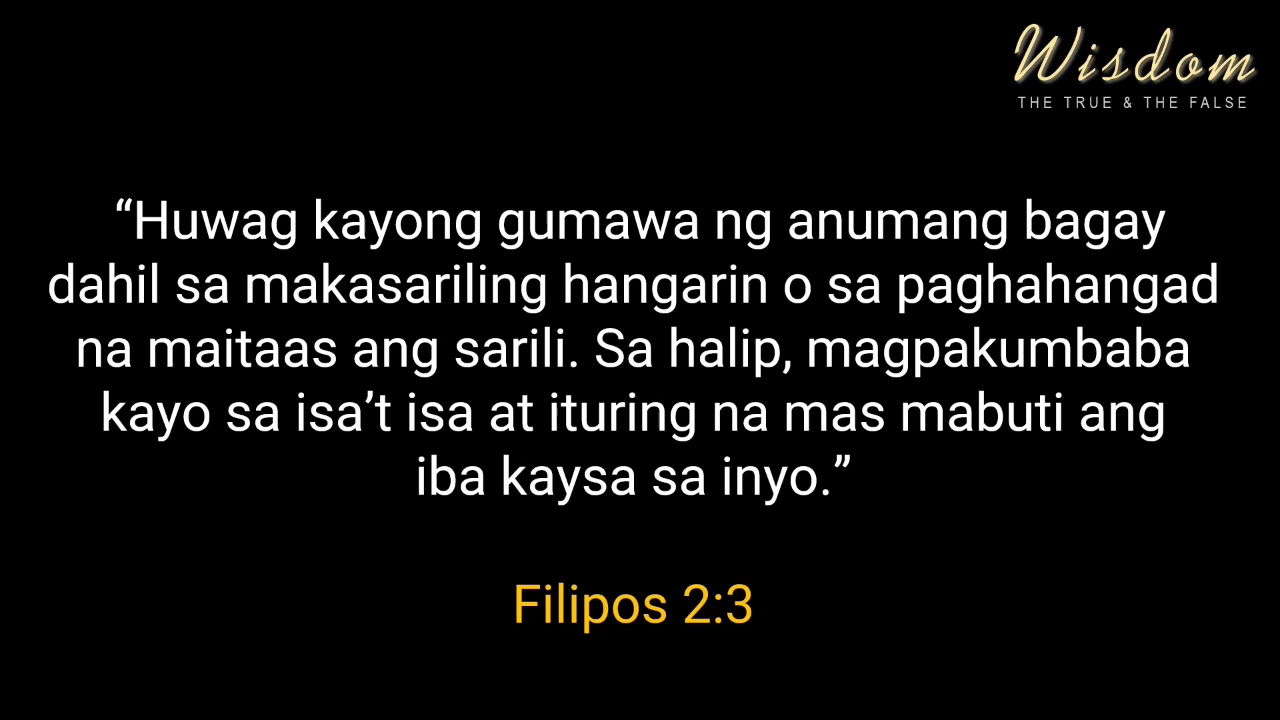 Wisdom
THE TRUE & THE FALSE
“Huwag kayong gumawa ng anumang bagay
dahil sa makasariling hangarin o sa paghahangad
na maitaas ang sarili. Sa halip, magpakumbaba
kayo sa isa’t isa at ituring na mas mabuti ang
iba kaysa sa inyo.”
Filipos 2:3